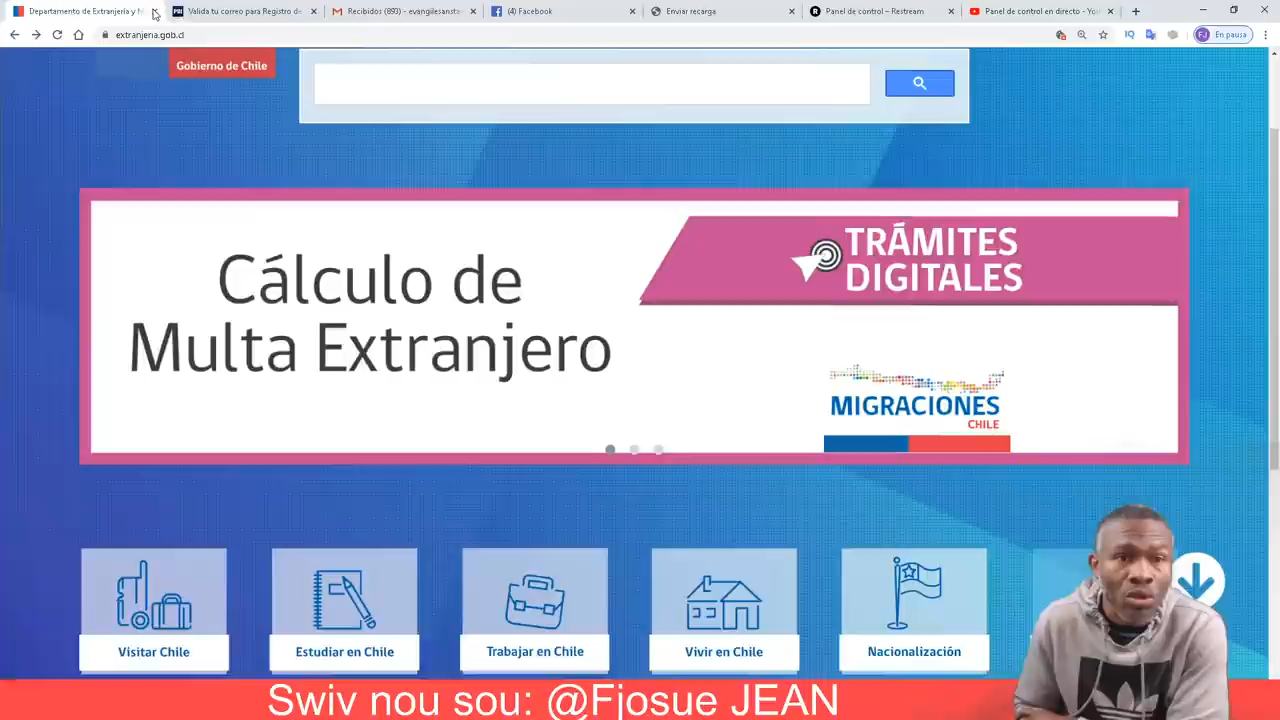 Departamento de Extranjería y M
Valida tu correo para Registro de
Recibidos (893) - evangilesansta
(4) Facebook
Enviar recarga
Panel de control – Restream
Panel de control en directo - You
extranjeria.gob.cl
IQ
FJ
En pausa
Gobierno de Chile
Cálculo de
Multa Extranjero
TRÁMITES
DIGITALES
MIGRACIONES
CHILE
Visitar Chile
Estudiar en Chile
Trabajar en Chile
Vivir en Chile
Nacionalización
Swiv nou sou: @Fjosue JEAN